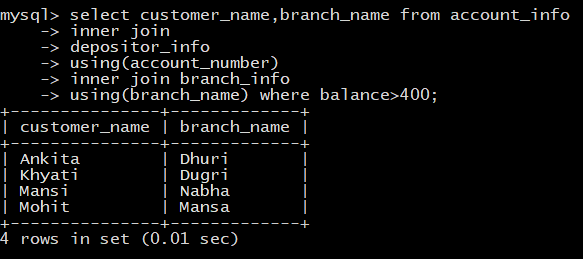 mysql> select customer_name,branch_name from account_info
    -> inner join
    -> depositor_info
    -> using(account_number)
    -> inner join branch_info
    -> using(branch_name) where balance>400;
+---------------+-------------+
| customer_name | branch_name |
+---------------+-------------+
| Ankita        | Dhuri       |
| Khyati        | Dugri       |
| Mansi         | Nabha       |
| Mohit         | Mansa       |
+---------------+-------------+
4 rows in set (0.01 sec)